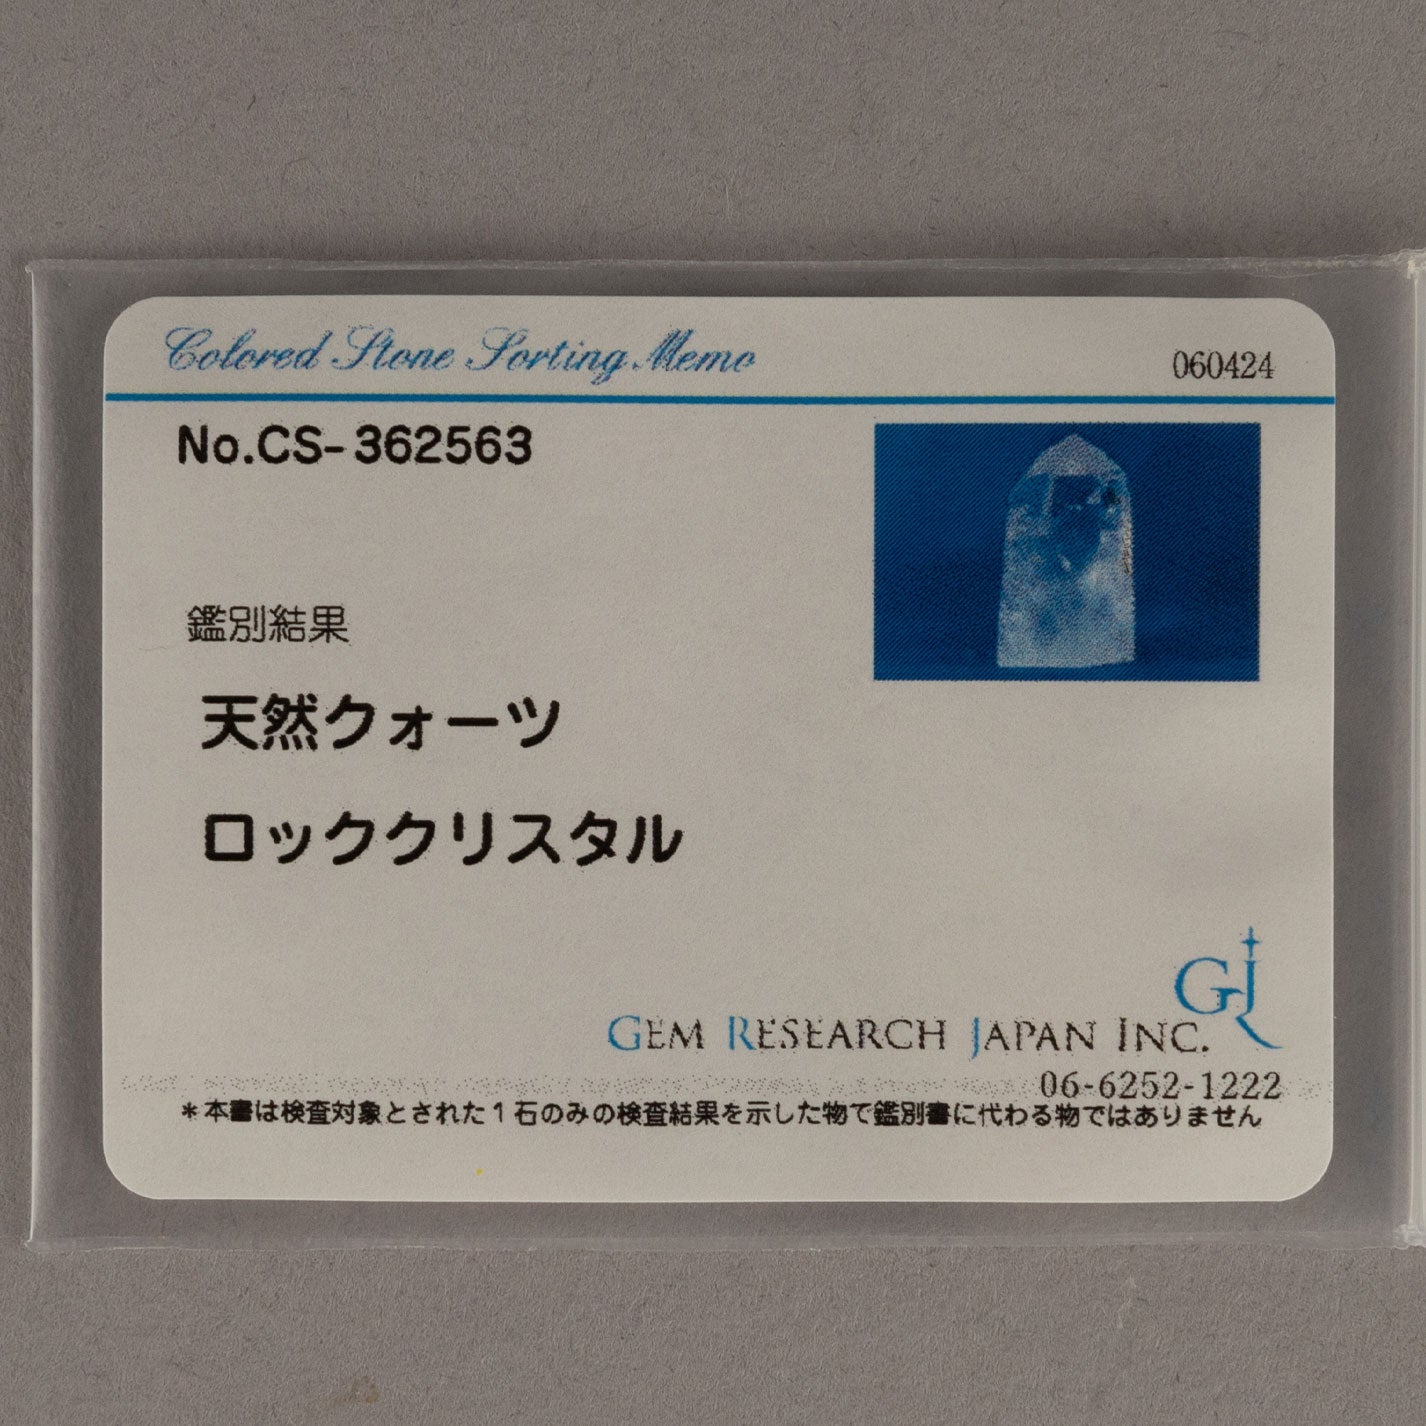 Colored Stone Sorting Memo
060424
No.CS-362563
鑑別結果
天然クォーツ
ロッククリスタル
GJ
GEM RESEARCH JAPAN INC.
06-6252-1222
*本書は検査対象とされた1石のみの検査結果を示した物で鑑別書に代わる物ではありません